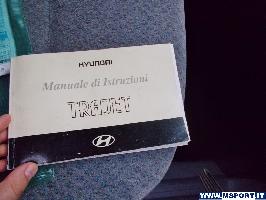 HYUNDAI
Manuale di Istruzioni
TRAJET
WWW.MSPORT.IT